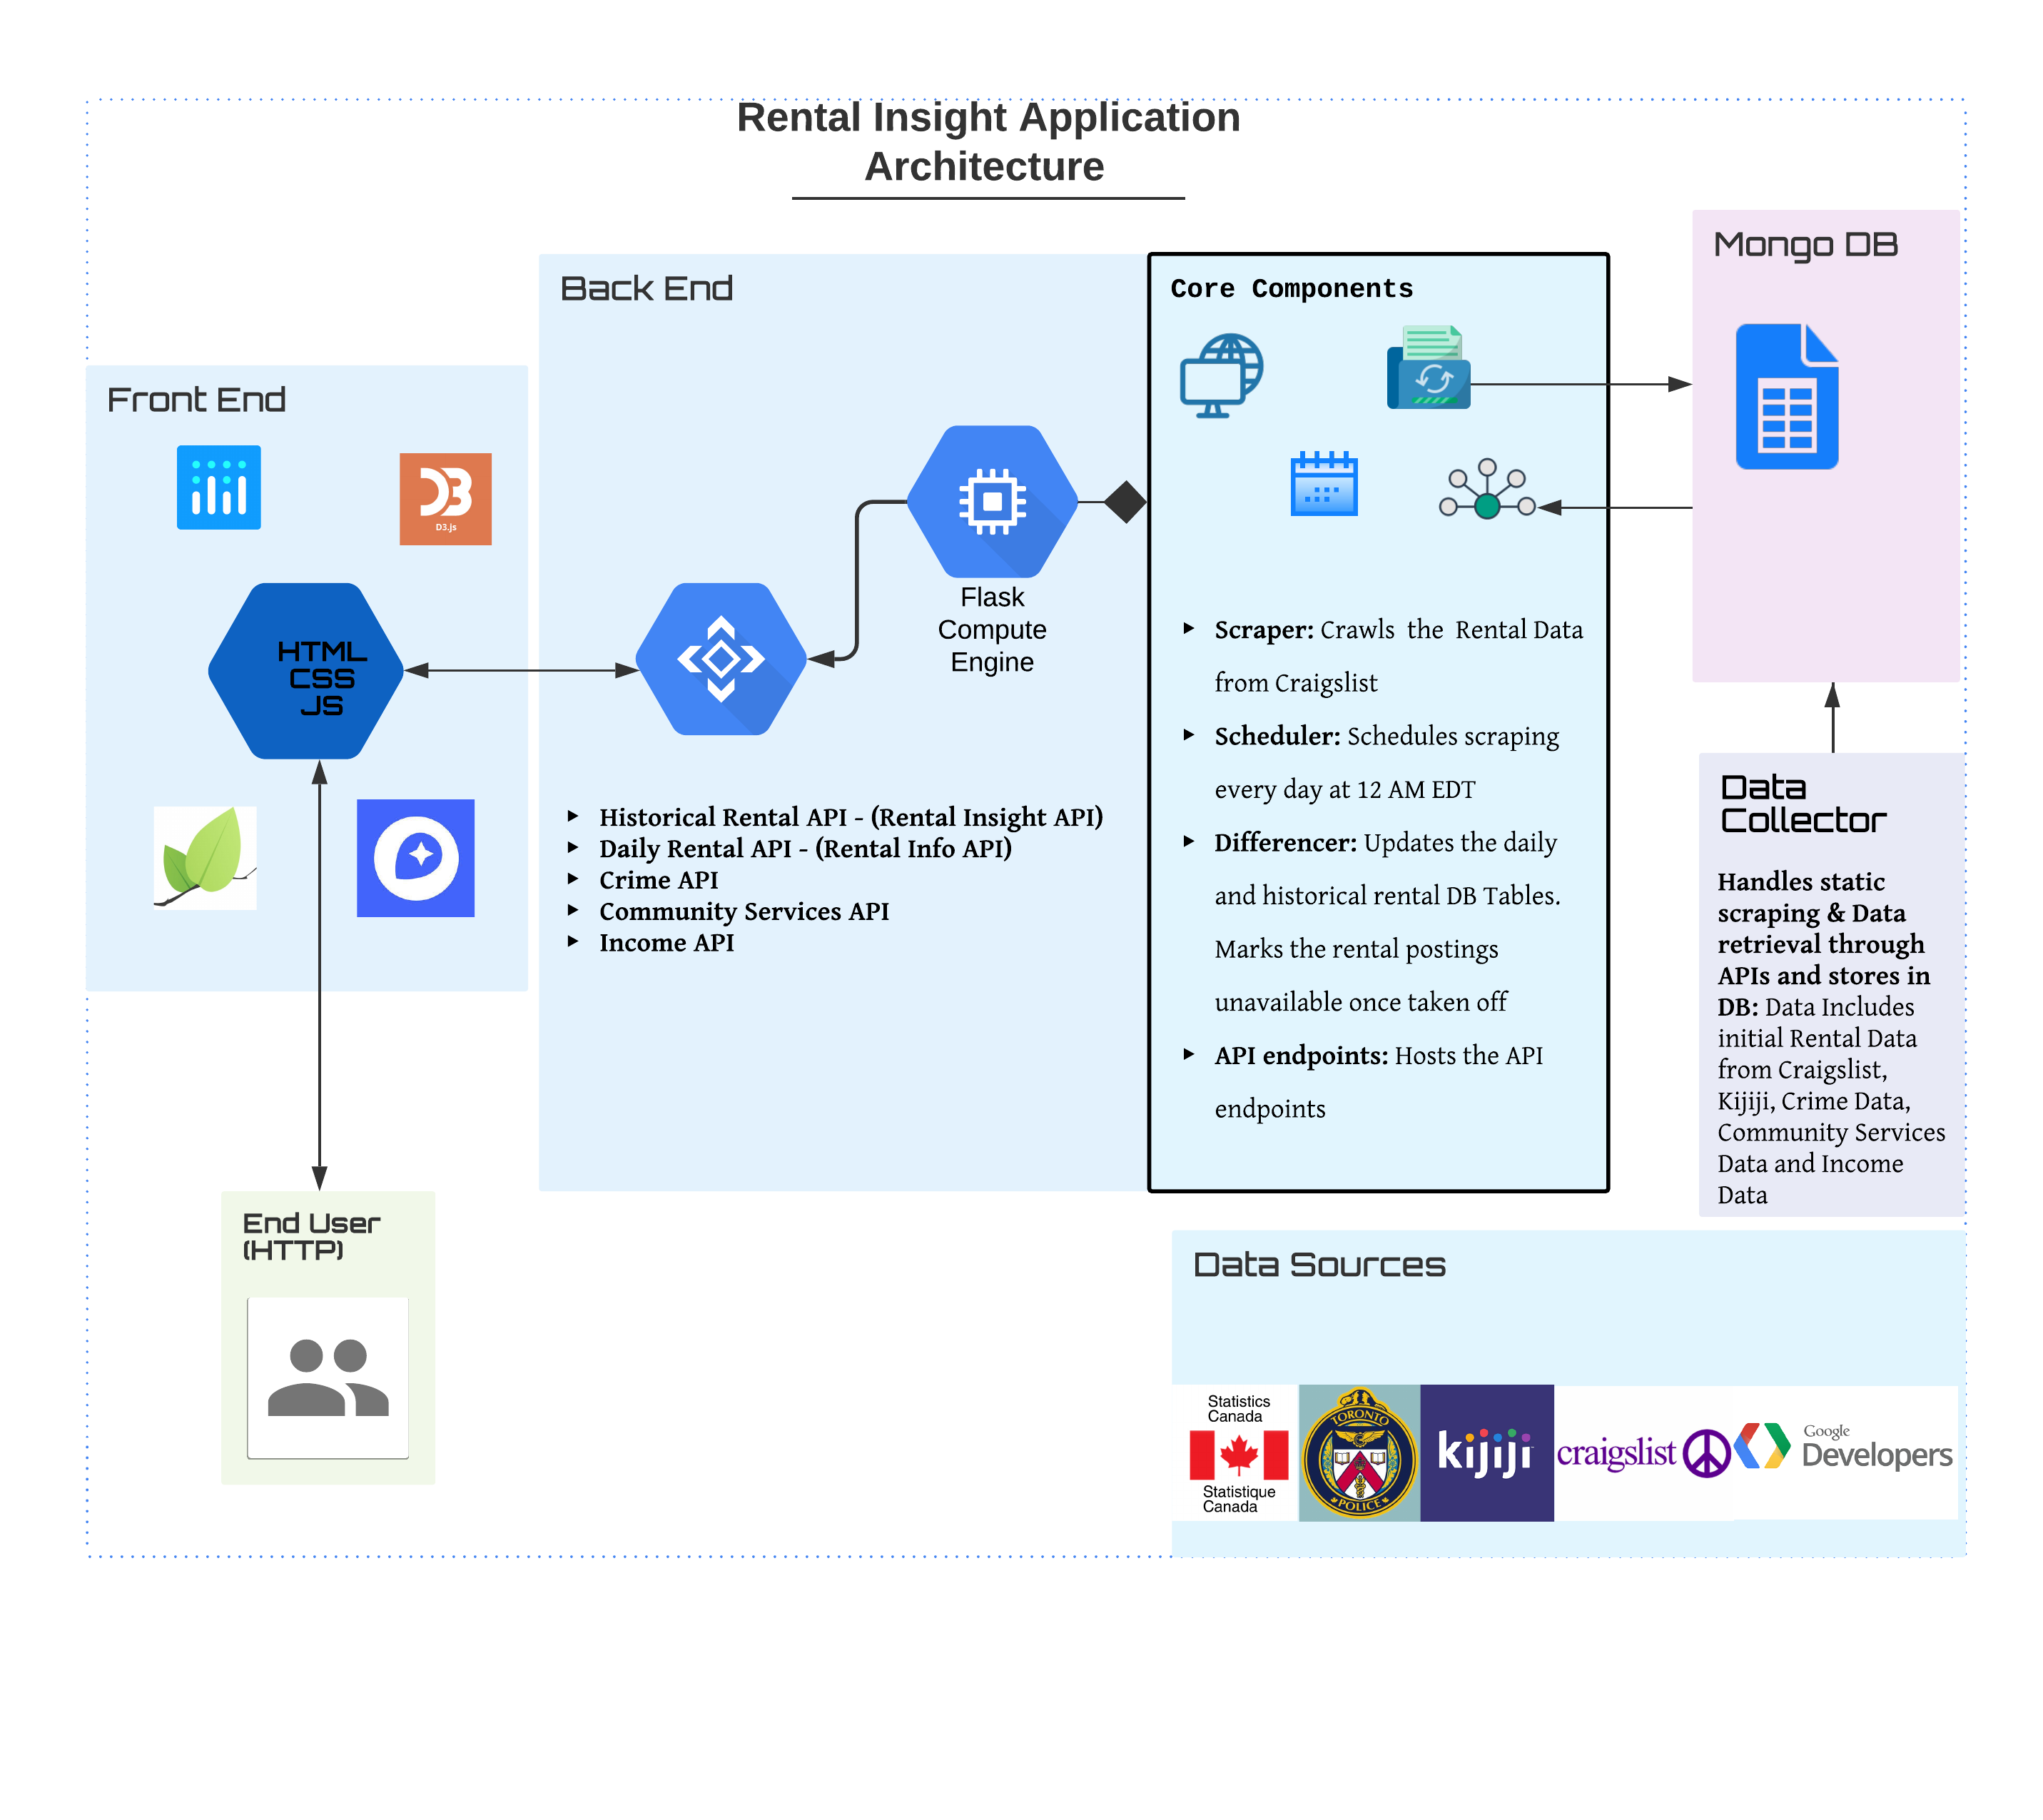 Rental Insight Application
Architecture
Front End
D3.js
HTML
CSS
JS
End User
(HTTP)
Back End
Flask
Compute
Engine
Historical Rental API - (Rental Insight API)
Daily Rental API - (Rental Info API)
Crime API
Community Services API
Income API
Core Components
Scraper: Crawls the Rental Data
from Craigslist
Scheduler: Schedules scraping
every day at 12 AM EDT
Differencer: Updates the daily
and historical rental DB Tables.
Marks the rental postings
unavailable once taken off
API endpoints: Hosts the API
endpoints
Mongo DB
Data
Collector
Handles static
scraping & Data
retrieval through
APIs and stores in
DB: Data Includes
initial Rental Data
from Craigslist,
Kijiji, Crime Data,
Community Services
Data and Income
Data
Data Sources
Statistics
Canada
Statistique
Canada
TORONTO
POLICE
kijiji
craigslist
Google
Developers